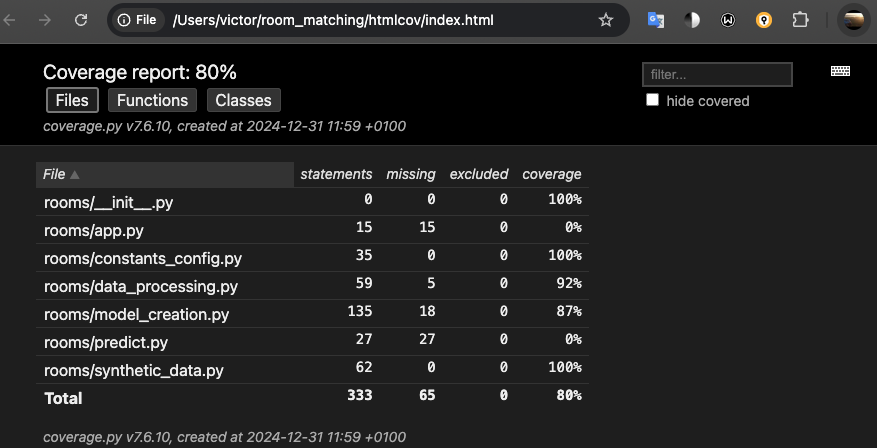 File /Users/victor/room_matching/htmlcov/index.html
Coverage report: 80%
filter...
Files Functions Classes
hide covered
coverage.py v7.6.10, created at 2024-12-31 11:59 +0100
File ▲ statements missing excluded coverage
rooms/__init__.py 0 0 0 100%
rooms/app.py 15 15 0 0%
rooms/constants_config.py 35 0 0 100%
rooms/data_processing.py 59 5 0 92%
rooms/model_creation.py 135 18 0 87%
rooms/predict.py 27 27 0 0%
rooms/synthetic_data.py 62 0 0 100%
Total 333 65 0 80%
coverage.py v7.6.10, created at 2024-12-31 11:59 +0100